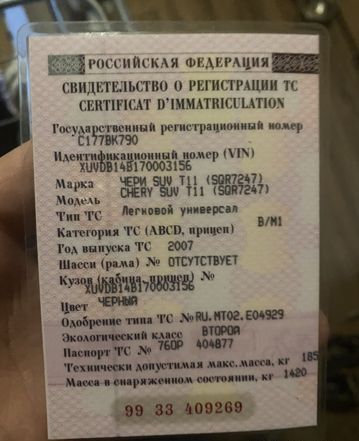 РОССИЙСКАЯ ФЕДЕРАЦИЯ
СВИДЕТЕЛЬСТВО О РЕГИСТРАЦИИ ТС
CERTIFICAT D'IMMATRICULATION
Государственный регистрационный номер
С177ВК790
Идентификационный номер (VIN)
XUVDB14B170003156
Марка ЧЕРИ SUV T11 (SQR7247)
Модель CHERY SUV T11 (SQR7247)
Тип ТС Легковой универсал
Категория ТС (ABCD, прицеп) B/M1
Год выпуска ТС 2007
Шасси (рама) № ОТСУТСТВУЕТ
Кузов (кабина, прицеп) №
XUVDB14B170003156
Цвет ЧЕРНЫЙ
Одобрение типа ТС № RU.MT02.E04929
Экологический класс ВТОРОЙ
Паспорт ТС № 76ОР 404877
Технически допустимая макс. масса, кг 185
Масса в снаряженном состоянии, кг 1420
99 33 409269